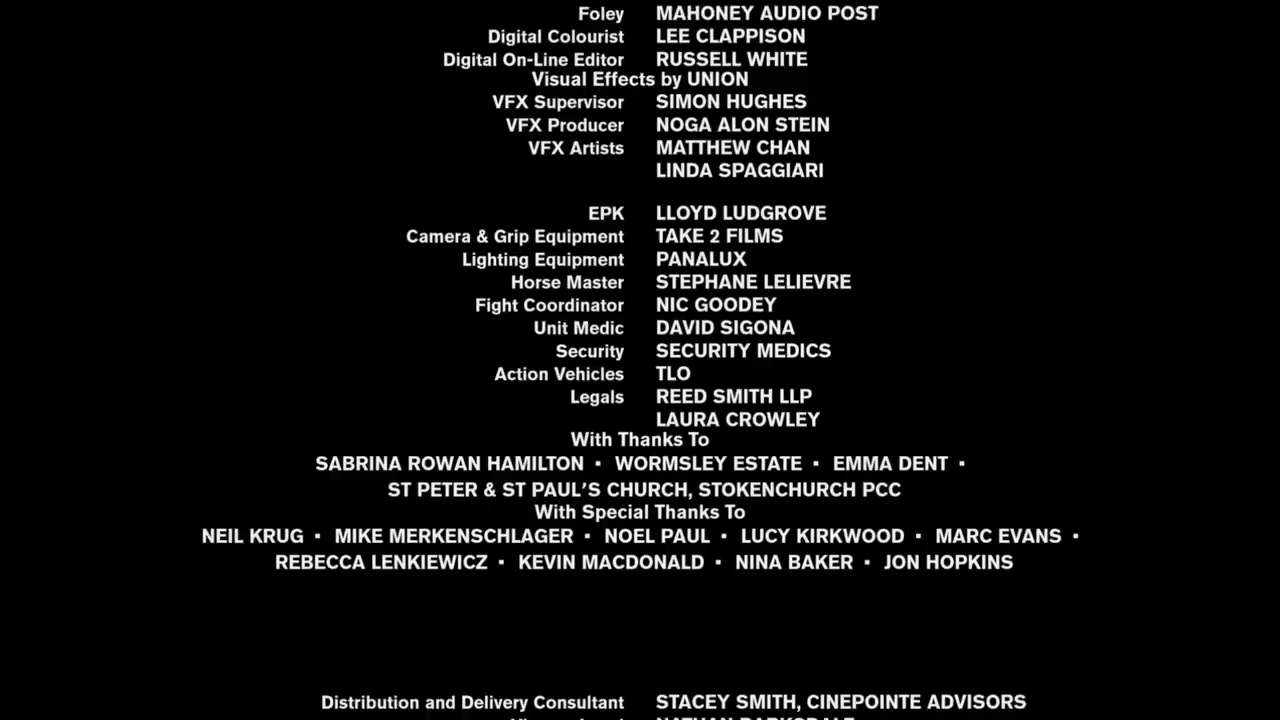 Foley MAHONEY AUDIO POST
Digital Colourist LEE CLAPPISON
Digital On-Line Editor RUSSELL WHITE
Visual Effects by UNION
VFX Supervisor SIMON HUGHES
VFX Producer NOGA ALON STEIN
VFX Artists MATTHEW CHAN
LINDA SPAGGIARI
EPK LLOYD LUDGROVE
Camera & Grip Equipment TAKE 2 FILMS
Lighting Equipment PANALUX
Horse Master STEPHANE LELIEVRE
Fight Coordinator NIC GOODEY
Unit Medic DAVID SIGONA
Security SECURITY MEDICS
Action Vehicles TLO
Legals REED SMITH LLP
LAURA CROWLEY
With Thanks To
SABRINA ROWAN HAMILTON ▪ WORMSLEY ESTATE ▪ EMMA DENT ▪
ST PETER & ST PAUL'S CHURCH, STOKENCHURCH PCC
With Special Thanks To
NEIL KRUG ▪ MIKE MERKENSCHLAGER ▪ NOEL PAUL ▪ LUCY KIRKWOOD ▪ MARC EVANS ▪
REBECCA LENKIEWICZ ▪ KEVIN MACDONALD ▪ NINA BAKER ▪ JON HOPKINS
Distribution and Delivery Consultant STACEY SMITH, CINEPOINTE ADVISORS